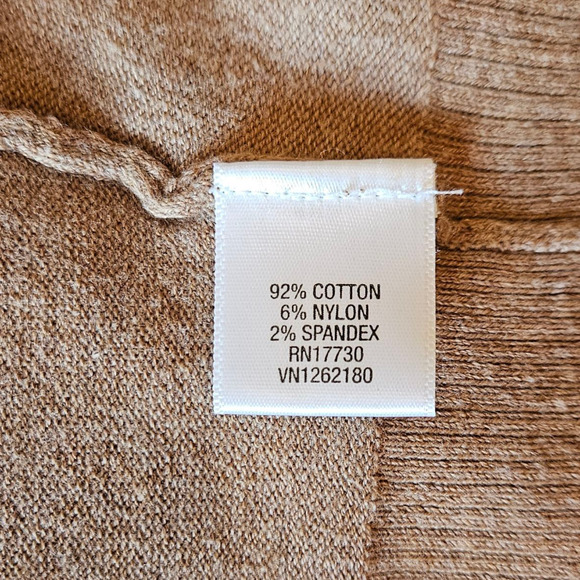 92% COTTON
6% NYLON
2% SPANDEX
RN17730
VN1262180